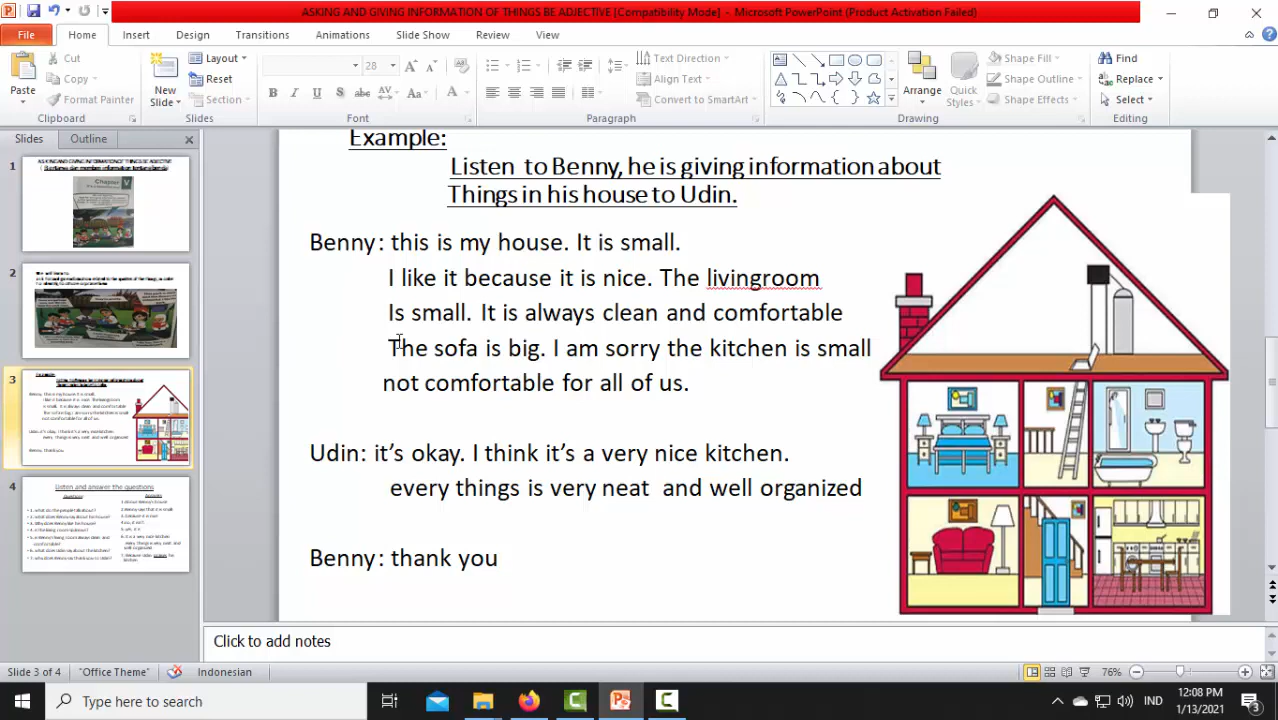 ASKING AND GIVING INFORMATION OF THINGS BE ADJECTIVE [Compatibility Mode] - Microsoft PowerPoint (Product Activation Failed)
File Home Insert Design Transitions Animations Slide Show Review View
Paste
Cut
Copy
Format Painter
Clipboard
New
Slide
Layout
Reset
Section
Slides
28
Font
Text Direction
Align Text
Convert to SmartArt
Paragraph
Arrange
Quick
Styles
Shape Fill
Shape Outline
Shape Effects
Drawing
Find
Replace
Select
Editing
Slides Outline
1
2
3
4
Listen and answer the questions
Example:
Listen to Benny, he is giving information about
Things in his house to Udin.
Benny: this is my house. It is small.
I like it because it is nice. The livingroom
Is small. It is always clean and comfortable
The sofa is big. I am sorry the kitchen is small
not comfortable for all of us.
Udin: it’s okay. I think it’s a very nice kitchen.
every things is very neat and well organized
Benny: thank you
Click to add notes
Slide 3 of 4 "Office Theme" Indonesian 76%
Type here to search
IND
12:08 PM
1/13/2021
3